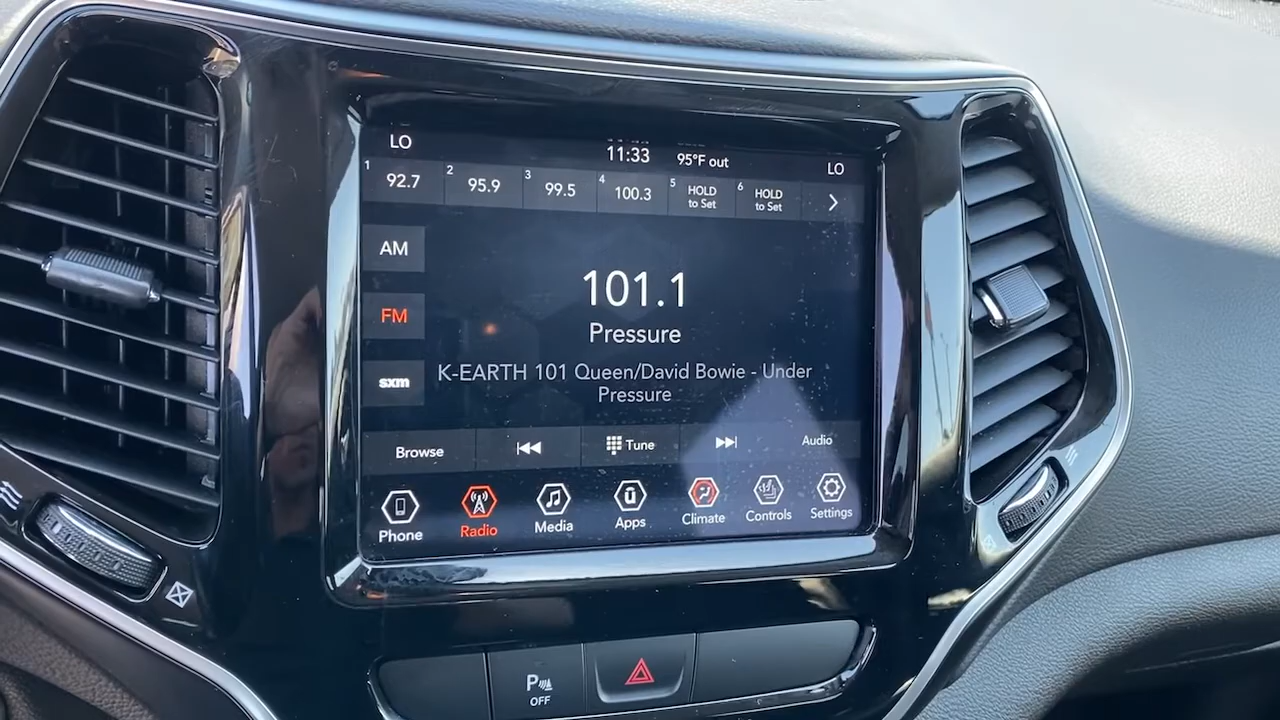 LO
11:33 95°F out
LO
1 92.7 2 95.9 3 99.5 4 100.3 5 HOLD to Set 6 HOLD to Set
AM
101.1
FM
Pressure
sxm
K-EARTH 101 Queen/David Bowie - Under
Pressure
Browse Tune Audio
Phone Radio Media Apps Climate Controls Settings
P OFF